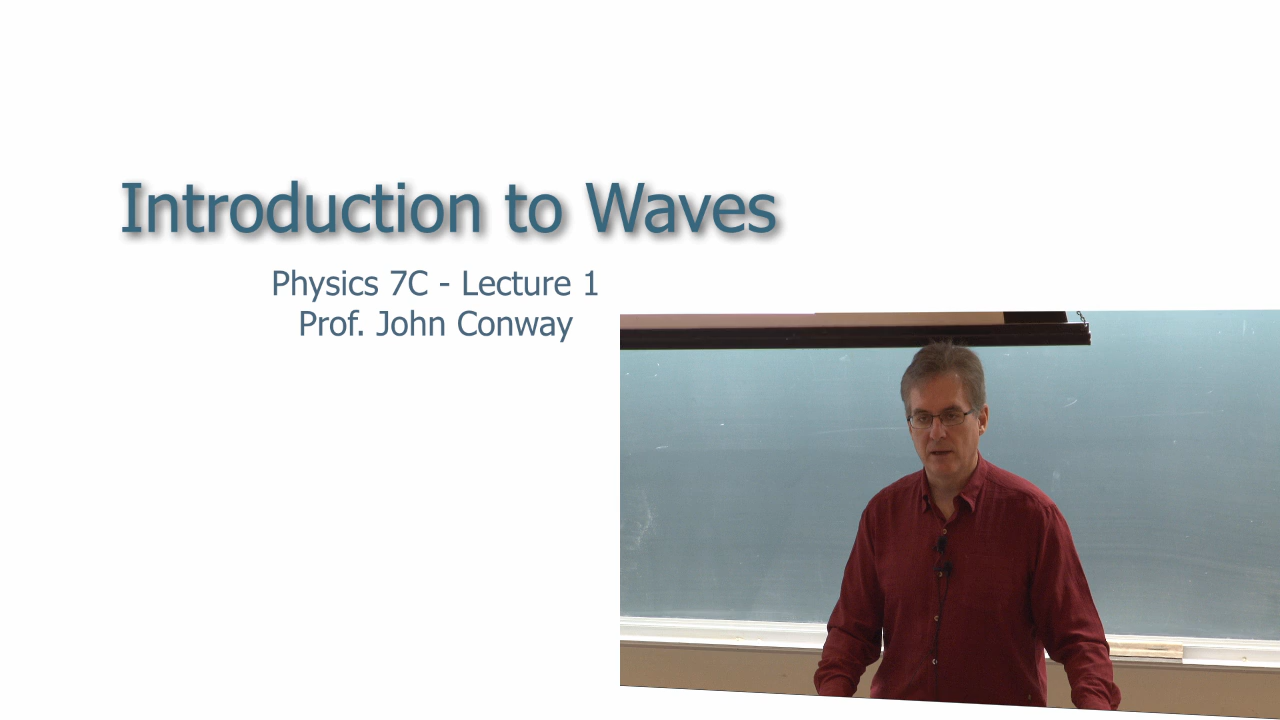 Introduction to Waves
Physics 7C - Lecture 1
Prof. John Conway